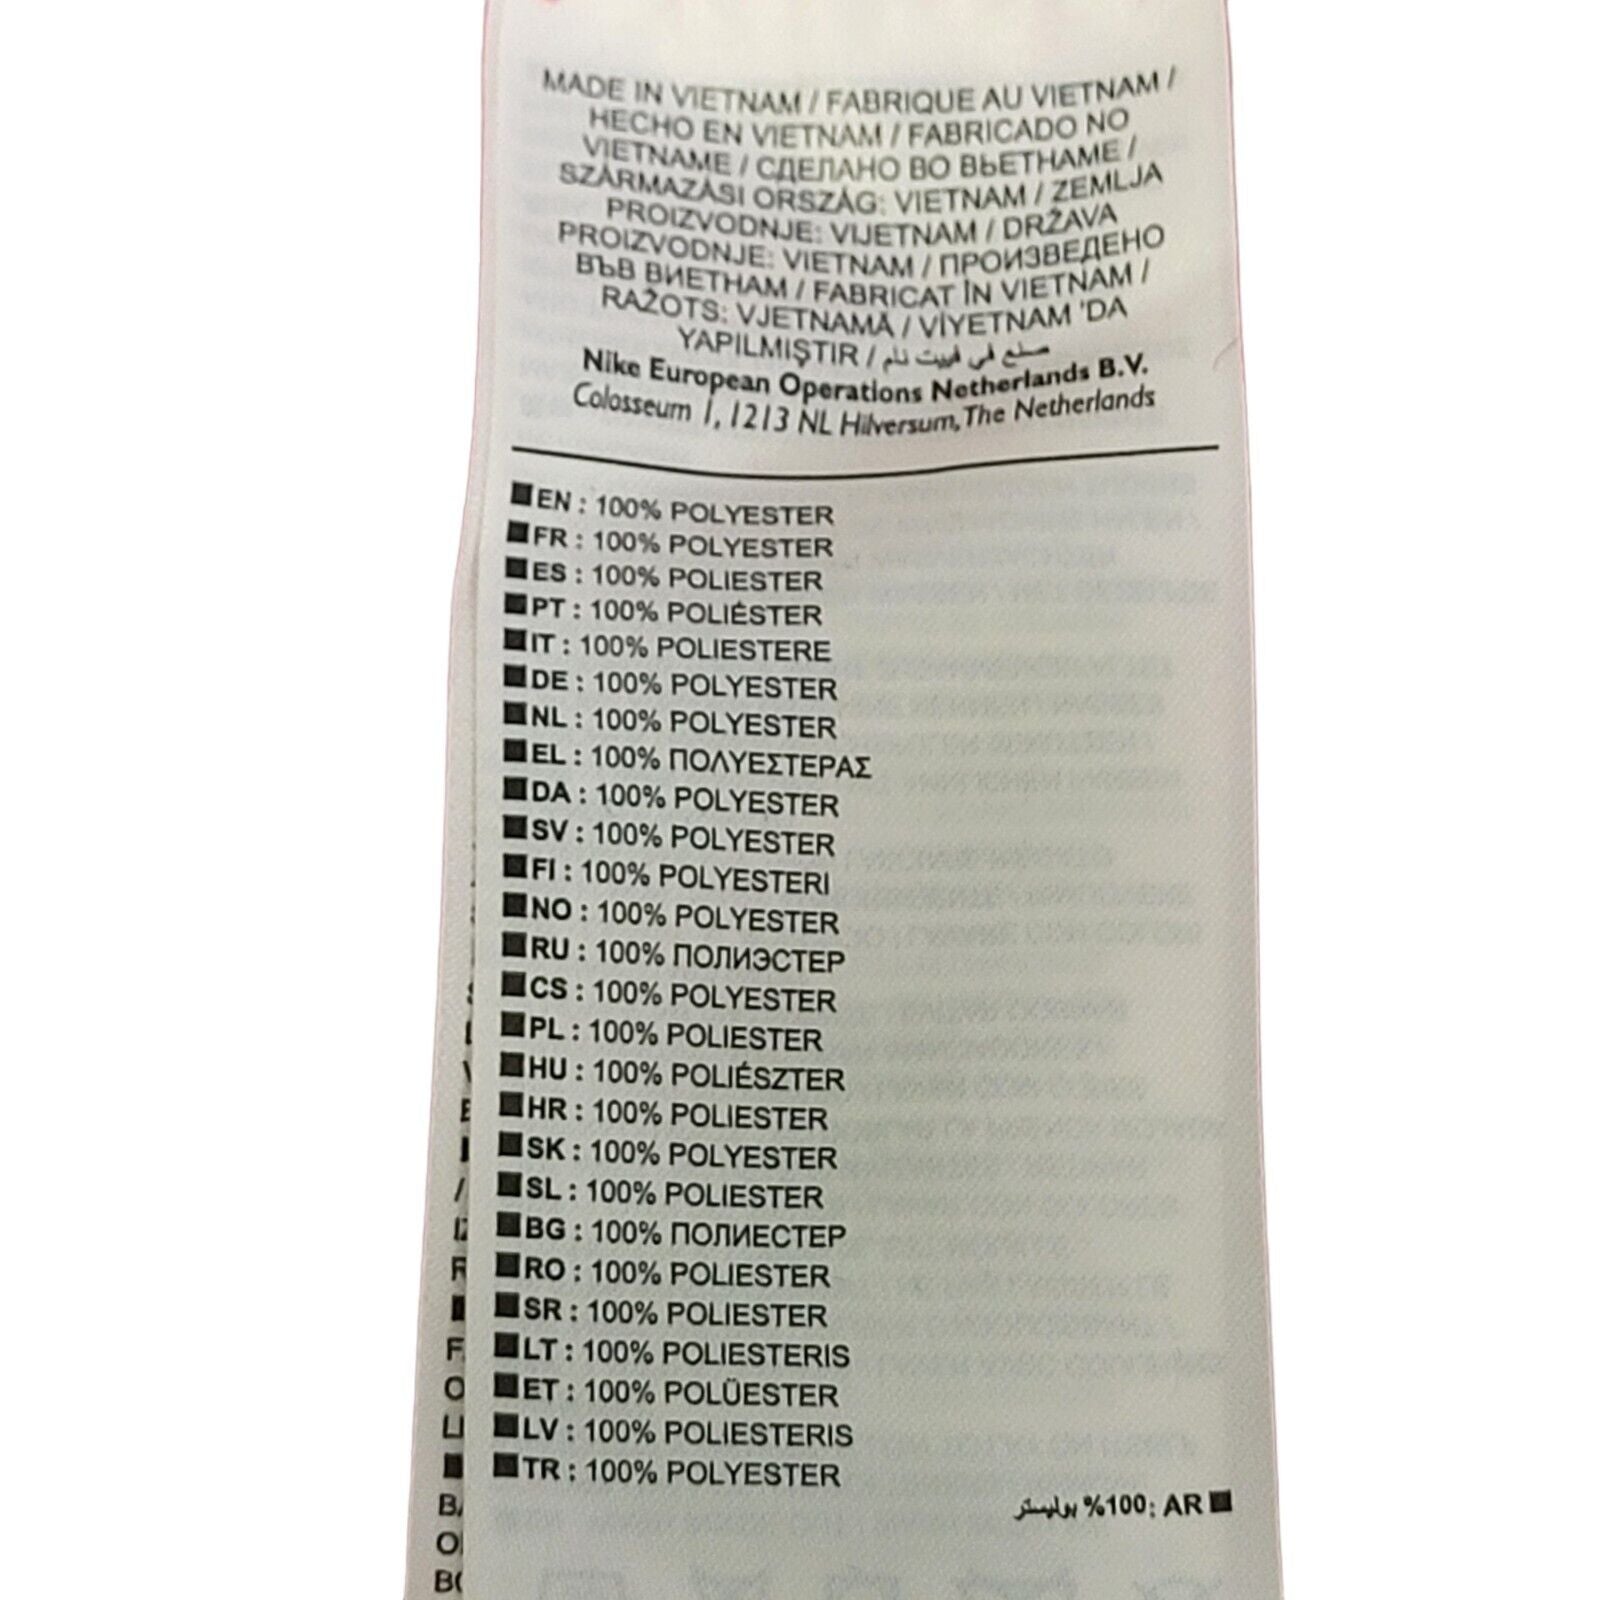 MADE IN VIETNAM / FABRIQUE AU VIETNAM /
HECHO EN VIETNAM / FABRICADO NO
VIETNAME / СДЕЛАНО ВО ВЬЕТНАМЕ /
SZÁRMAZÁSI ORSZÁG: VIETNAM / ZEMLJA
PROIZVODNJE: VIJETNAM / DRŽAVA
PROIZVODNJE: VIETNAM / ПРОИЗВЕДЕНО
ВЪВ ВИЕТНАМ / FABRICAT ÎN VIETNAM /
RAŽOTS: VJETNAMĀ / VİYETNAM 'DA
YAPILMIŞTIR / صنع في فييت نام
Nike European Operations Netherlands B.V.
Colosseum 1, 1213 NL Hilversum, The Netherlands
■EN : 100% POLYESTER
■FR : 100% POLYESTER
■ES : 100% POLIESTER
■PT : 100% POLIÉSTER
■IT : 100% POLIESTERE
■DE : 100% POLYESTER
■NL : 100% POLYESTER
■EL : 100% ΠΟΛΥΕΣΤΕΡΑΣ
■DA : 100% POLYESTER
■SV : 100% POLYESTER
■FI : 100% POLYESTERI
■NO : 100% POLYESTER
■RU : 100% ПОЛИЭСТЕР
■CS : 100% POLYESTER
■PL : 100% POLIESTER
■HU : 100% POLIÉSZTER
■HR : 100% POLIESTER
■SK : 100% POLYESTER
■SL : 100% POLIESTER
■BG : 100% ПОЛИЕСТЕР
■RO : 100% POLIESTER
■SR : 100% POLIESTER
■LT : 100% POLIESTERIS
■ET : 100% POLÜESTER
■LV : 100% POLIESTERIS
■TR : 100% POLYESTER
■ AR :100% بوليستر